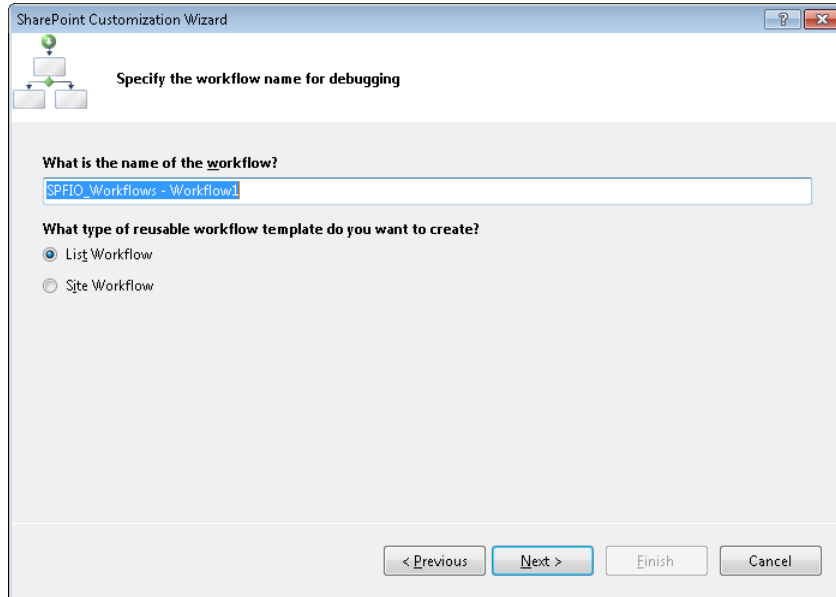 SharePoint Customization Wizard
Specify the workflow name for debugging
What is the name of the workflow?
SPFIO_Workflows - Workflow1
What type of reusable workflow template do you want to create?
List Workflow
Site Workflow
< Previous
Next >
Finish
Cancel